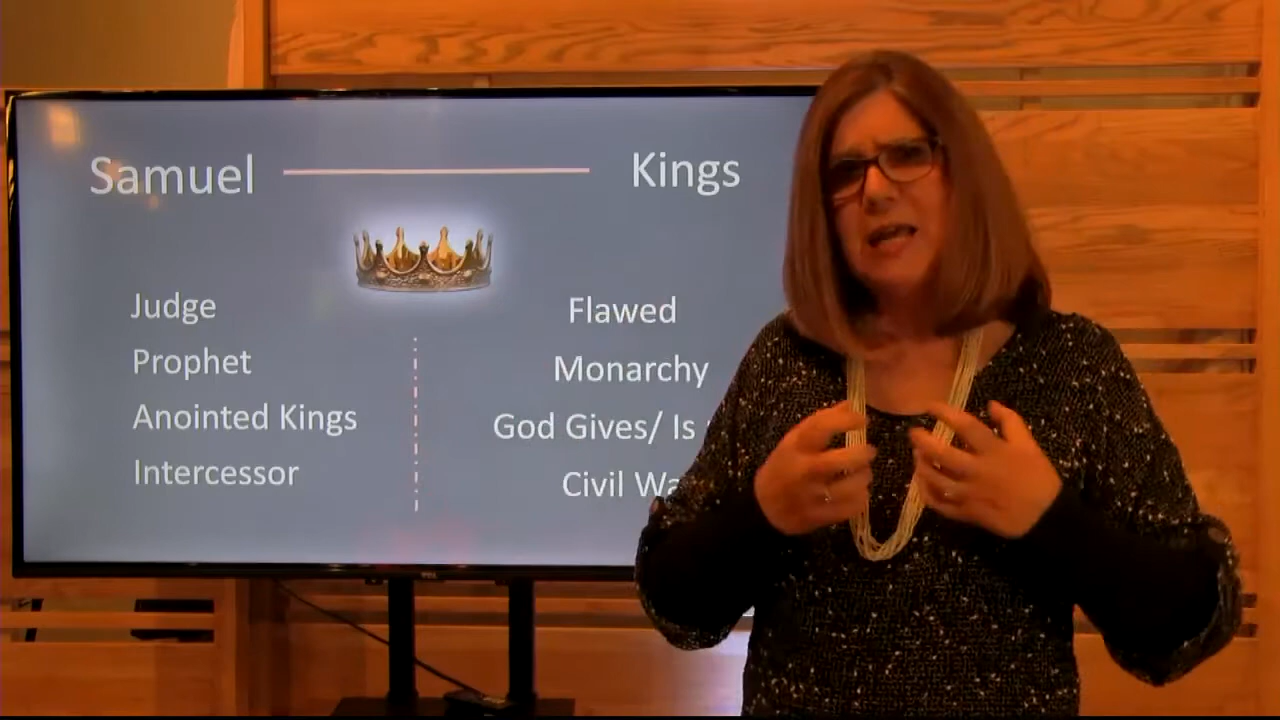 Samuel Kings
Judge Flawed
Prophet Monarchy
Anointed Kings God Gives/ Is
Intercessor Civil